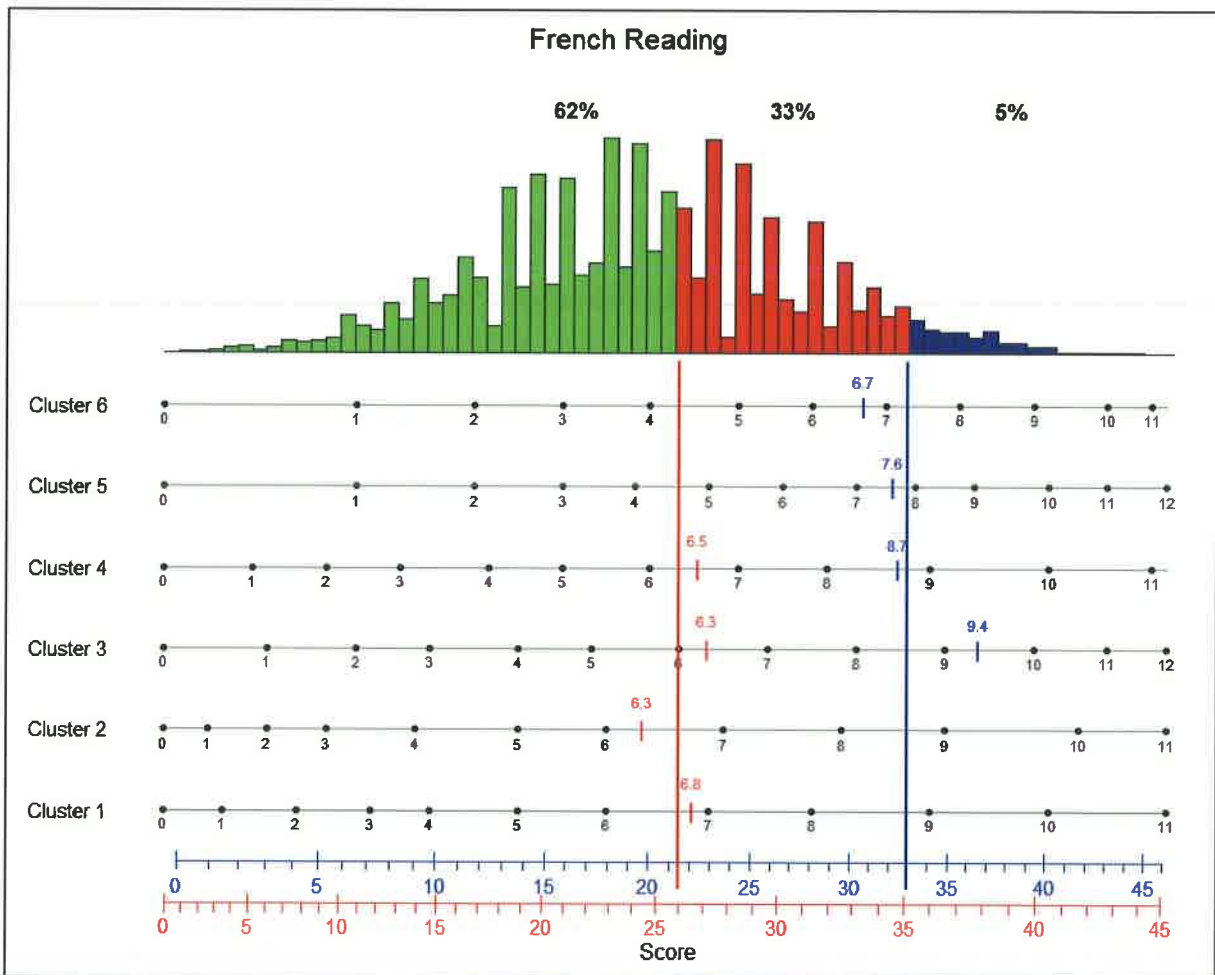 French Reading
62% 33% 5%
6.7
Cluster 6
0 1 2 3 4 5 6 7 8 9 10 11
7.6
Cluster 5
0 1 2 3 4 5 6 7 8 9 10 11 12
6.5 8.7
Cluster 4
0 1 2 3 4 5 6 7 8 9 10 11
6.3 9.4
Cluster 3
0 1 2 3 4 5 6 7 8 9 10 11 12
6.3
Cluster 2
0 1 2 3 4 5 6 7 8 9 10 11
6.8
Cluster 1
0 1 2 3 4 5 6 7 8 9 10 11
0 5 10 15 20 25 30 35 40 45
0 5 10 15 20 25 30 35 40 45
Score